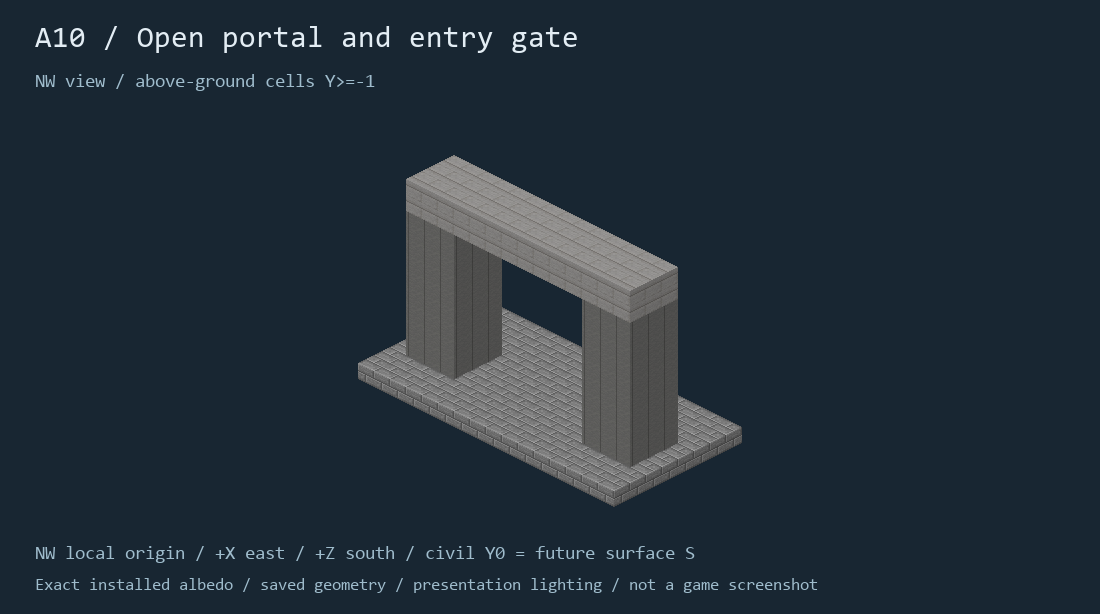 A10 / Open portal and entry gate
NW view / above-ground cells Y>=-1
NW local origin / +X east / +Z south / civil Y0 = future surface S
Exact installed albedo / saved geometry / presentation lighting / not a game screenshot